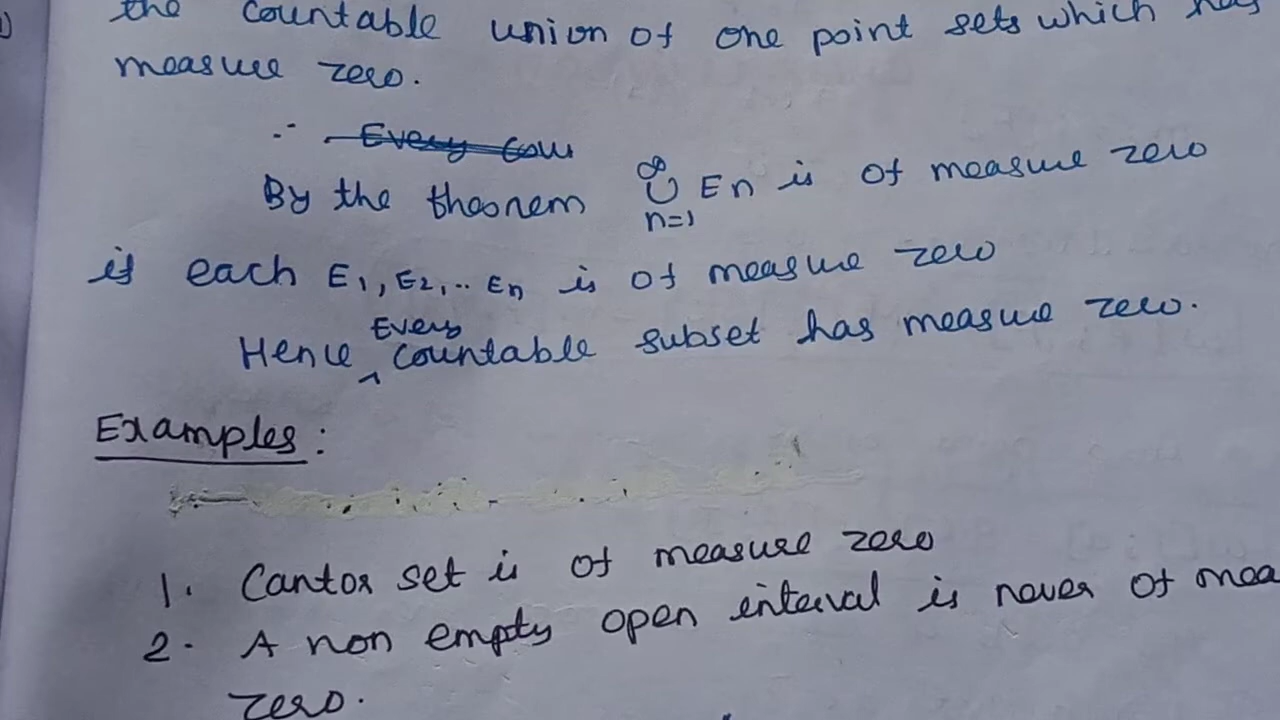 the countable union of one point sets which has
measure zero.
∴ Every cou
By the theorem ∞ ∪ n=1 En is of measure zero
if each E1, E2, .. En is of measure zero
Hence ^ Every countable subset has measure zero.
Examples :
1. Cantor set is of measure zero
2. A non empty open interval is never of mea
zero.